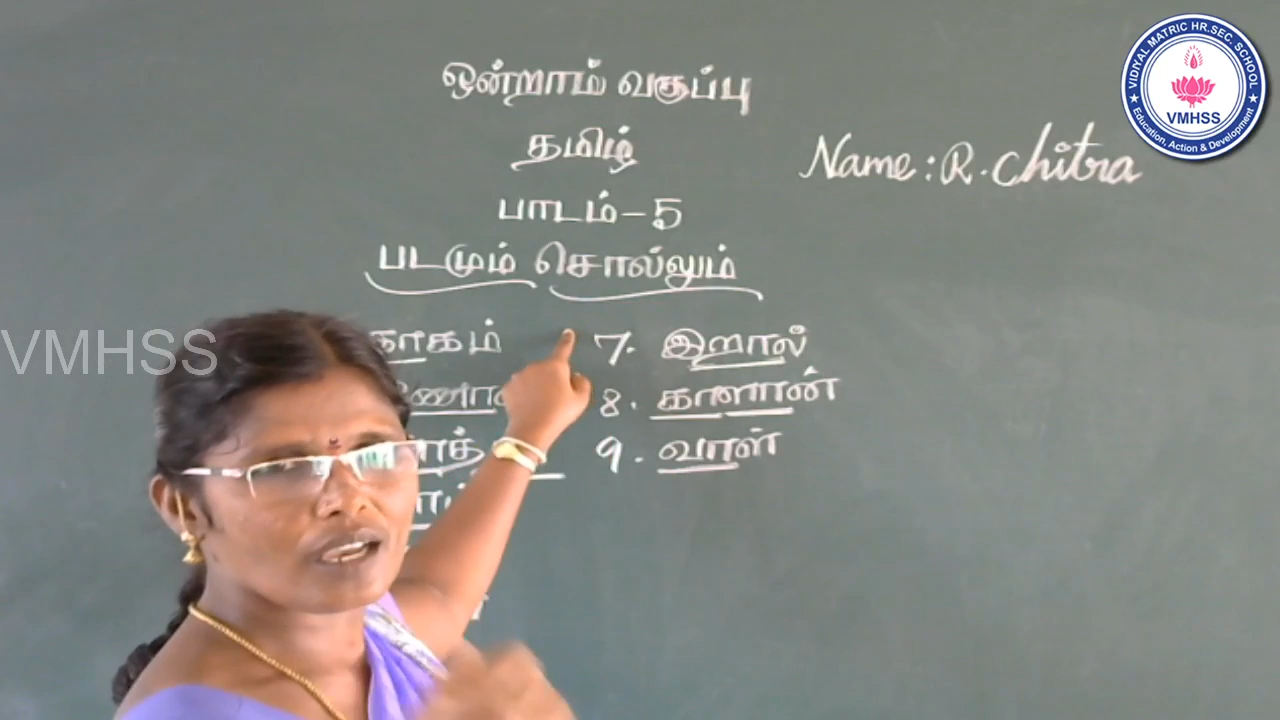 ஒன்றாம் வகுப்பு
தமிழ்
Name : R. Chitra
பாடம் - 5
படமும் சொல்லும்
காகம்
7. இறால்
8. காளான்
9. வாள்
VMHSS
VIDIYAL MATRIC HR.SEC. SCHOOL
VMHSS
Education, Action & Development